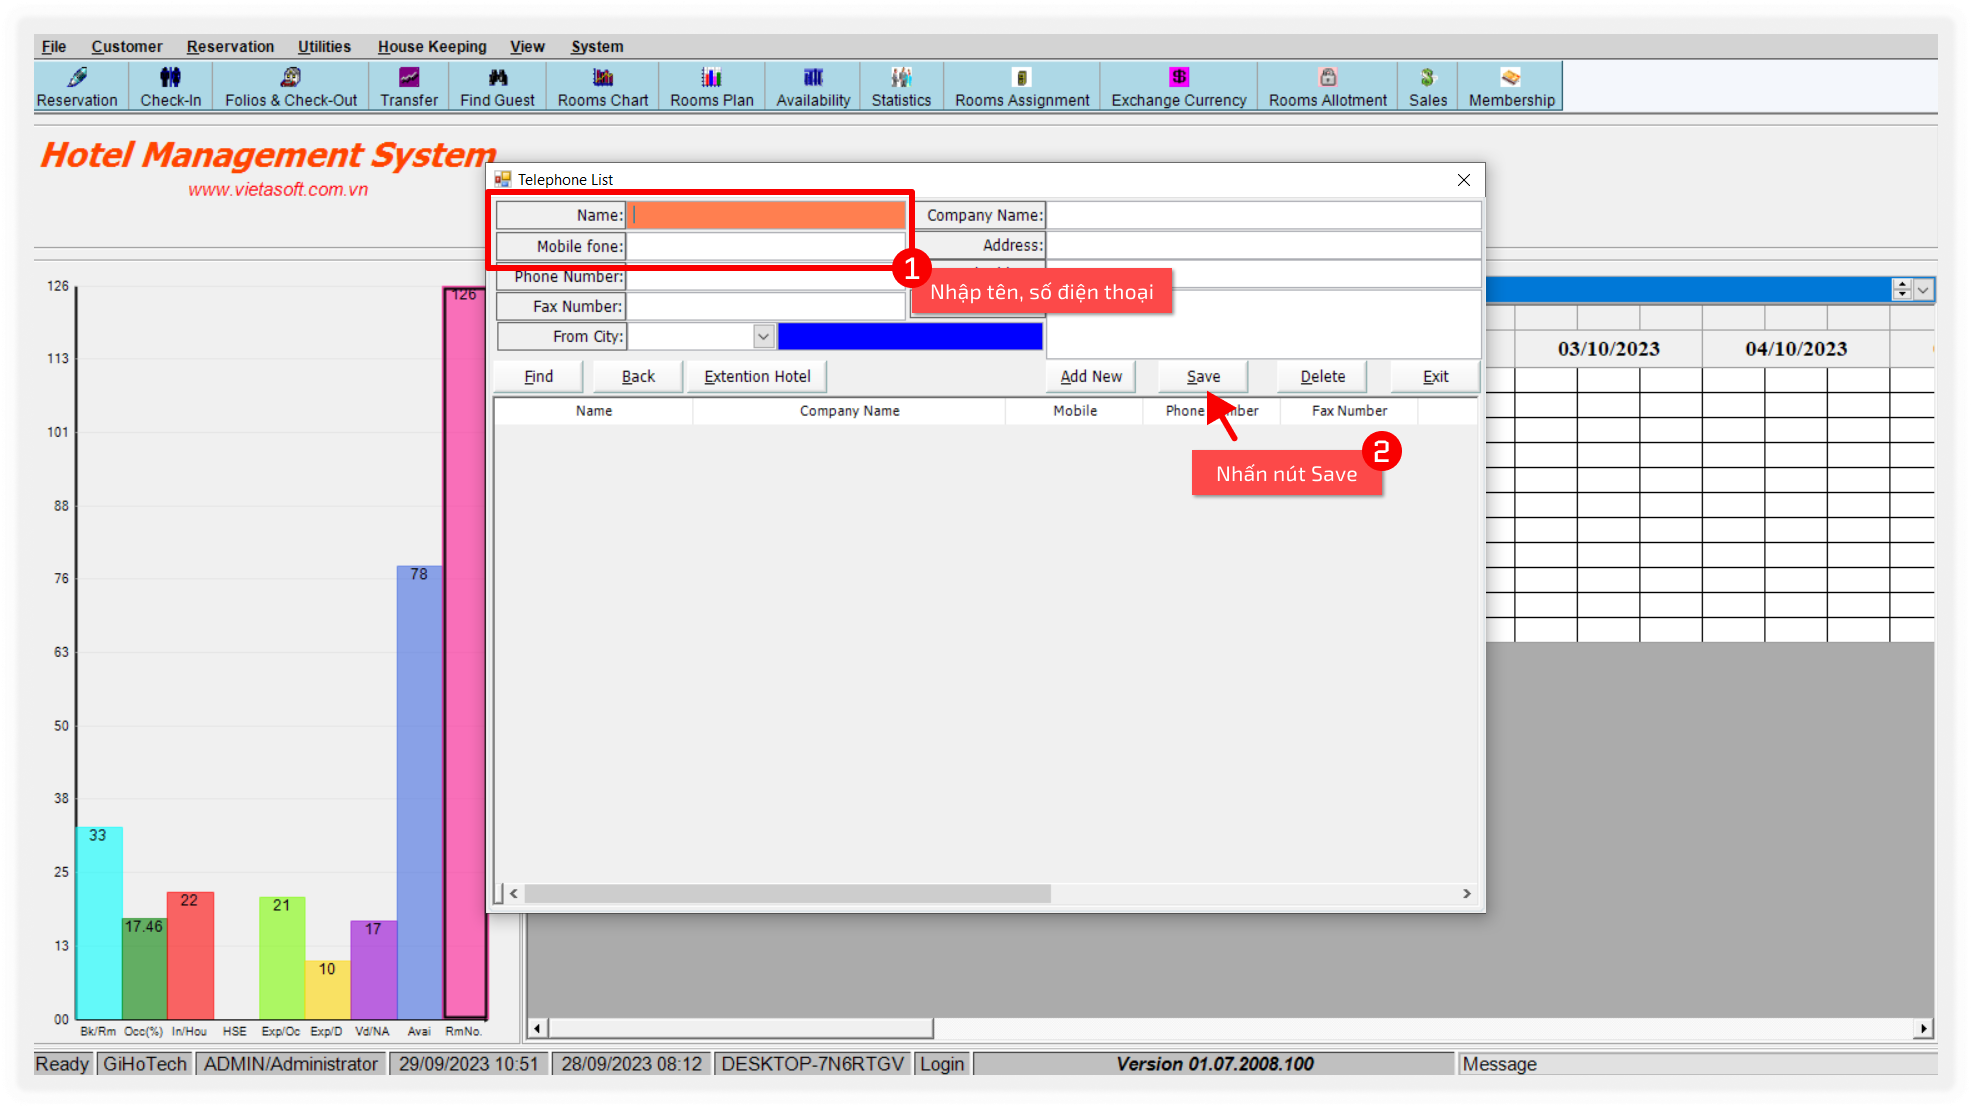 File Customer Reservation Utilities House Keeping View System
Reservation Check-In Folios & Check-Out Transfer Find Guest Rooms Chart Rooms Plan Availability Statistics Rooms Assignment Exchange Currency Rooms Allotment Sales Membership
Hotel Management System
www.vietasoft.com.vn
Telephone List
Name: Company Name:
Mobile fone: Address:
Phone Number:
1
Nhập tên, số điện thoại
Fax Number:
From City:
Find Back Extention Hotel Add New Save Delete Exit
Name Company Name Mobile Phone Number Fax Number
2
Nhấn nút Save
03/10/2023 04/10/2023
126
113
101
88
76
63
50
38
25
13
00
33
17.46
22
21
10
17
78
126
Bk/Rm Occ(%) In/Hou HSE Exp/Oc Exp/D Vd/NA Avai RmNo.
Ready GiHoTech ADMIN/Administrator 29/09/2023 10:51 28/09/2023 08:12 DESKTOP-7N6RTGV Login Version 01.07.2008.100 Message